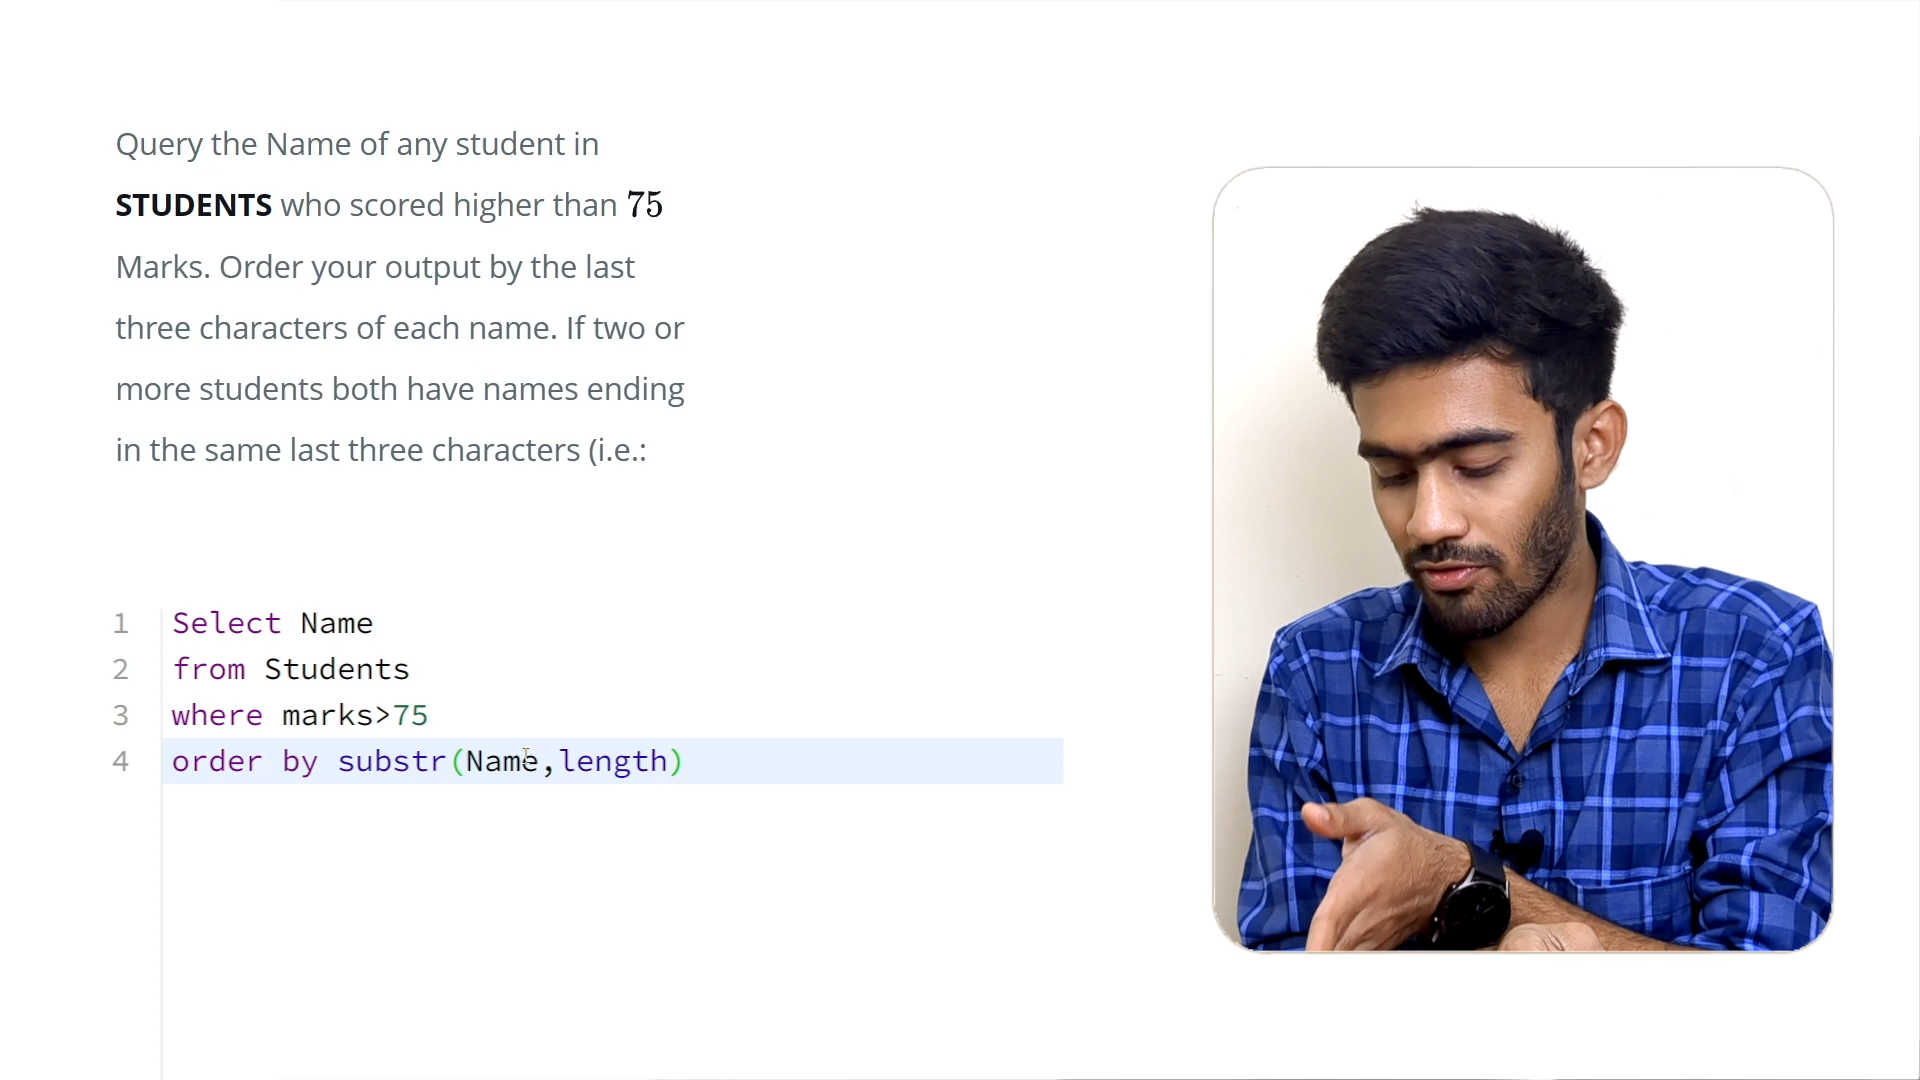 Query the Name of any student in
STUDENTS who scored higher than 75
Marks. Order your output by the last
three characters of each name. If two or
more students both have names ending
in the same last three characters (i.e.:
1 Select Name
2 from Students
3 where marks>75
4 order by substr(Name,length)